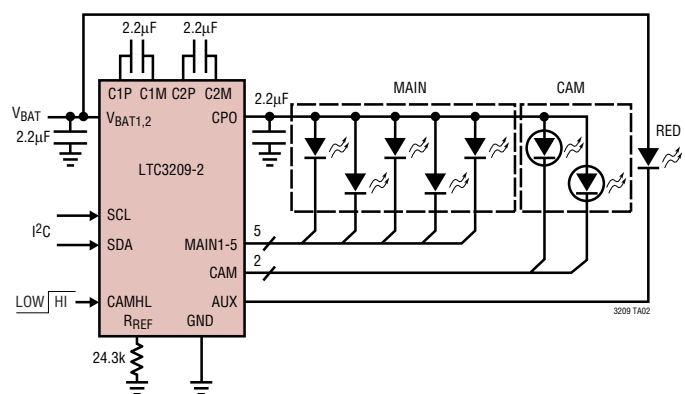 2.2µF 2.2µF
C1P C1M C2P C2M
2.2µF
MAIN
CAM
VBAT
VBAT1,2
CPO
RED
2.2µF
LTC3209-2
SCL
I2C
SDA
MAIN1-5
5
CAM
2
LOW HI
CAMHL
AUX
3209 TA02
RREF
GND
24.3k